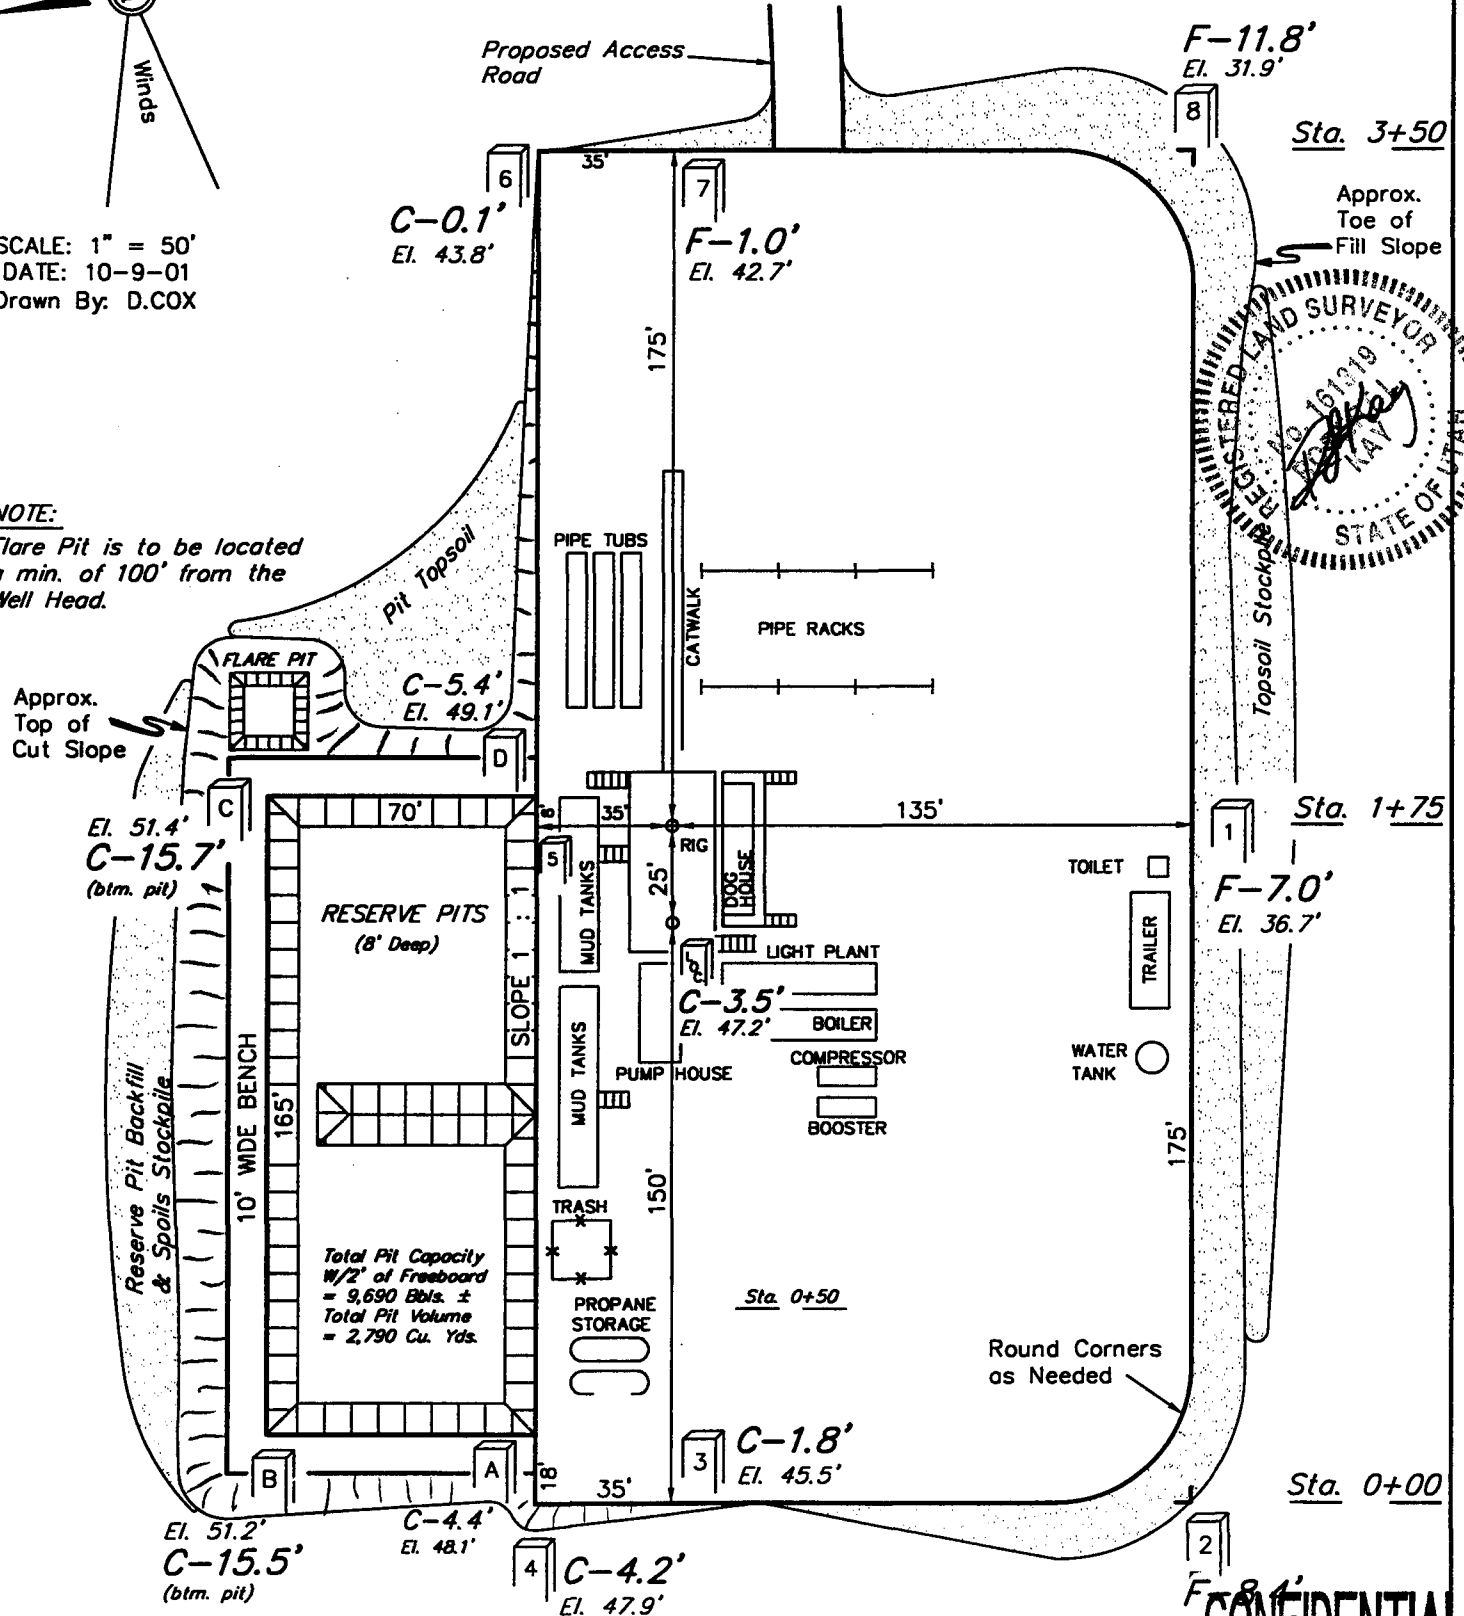 Winds
Proposed Access
Road
F-11.8'
El. 31.9'
8
Sta. 3+50
6
C-0.1'
El. 43.8'
35'
7
F-1.0'
El. 42.7'
Approx.
Toe of
Fill Slope
SCALE: 1" = 50'
DATE: 10-9-01
Drawn By: D.COX
175'
REGISTERED LAND SURVEYOR
No. 161319
KAY
STATE OF UTAH
NOTE:
Flare Pit is to be located
a min. of 100' from the
Well Head.
Pit Topsoil
PIPE TUBS
CATWALK
PIPE RACKS
Topsoil Stockpile
FLARE PIT
Approx.
Top of
Cut Slope
C-5.4'
El. 49.1'
D
C
El. 51.4'
C-15.7'
(btm. pit)
70'
8'
35'
RIG
135'
1
Sta. 1+75
F-7.0'
El. 36.7'
5
25'
DOG HOUSE
MUD TANKS
TOILET
TRAILER
RESERVE PITS
(8' Deep)
SLOPE 1 : 1
LIGHT PLANT
LOC
C-3.5'
El. 47.2'
BOILER
COMPRESSOR
BOOSTER
PUMP HOUSE
MUD TANKS
WATER
TANK
Reserve Pit Backfill
& Spoils Stockpile
10' WIDE BENCH
165'
175'
150'
TRASH
Total Pit Capacity
W/2' of Freeboard
= 9,690 Bbls. ±
Total Pit Volume
= 2,790 Cu. Yds.
PROPANE
STORAGE
Sta. 0+50
Round Corners
as Needed
3
C-1.8'
El. 45.5'
35'
18'
A
B
El. 51.2'
C-15.5'
(btm. pit)
C-4.4'
El. 48.1'
4
C-4.2'
El. 47.9'
Sta. 0+00
2
F-8.4'
CONFIDENTIAL